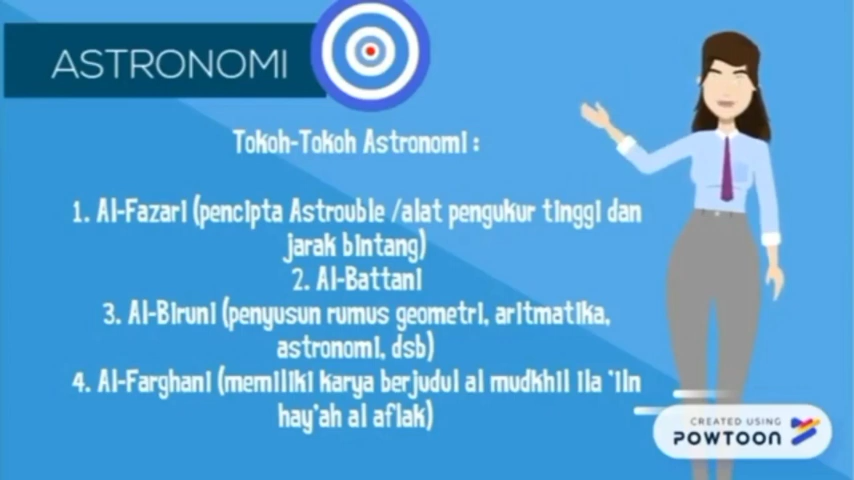 ASTRONOMI
Tokoh-Tokoh Astronomi :
1. Al-Fazari (pencipta Astrouble /alat pengukur tinggi dan
jarak bintang)
2. Al-Battani
3. Al-Biruni (penyusun rumus geometri, aritmatika,
astronomi, dsb)
4. Al-Farghani (memiliki karya berjudul al mudkhil ila 'iln
hay'ah al aflak)
CREATED USING
POWTOON